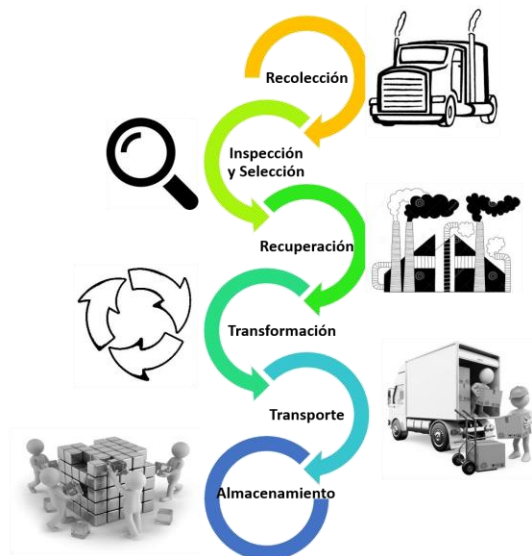 Recolección
Inspección
y Selección
Recuperación
Transformación
Transporte
Almacenamiento